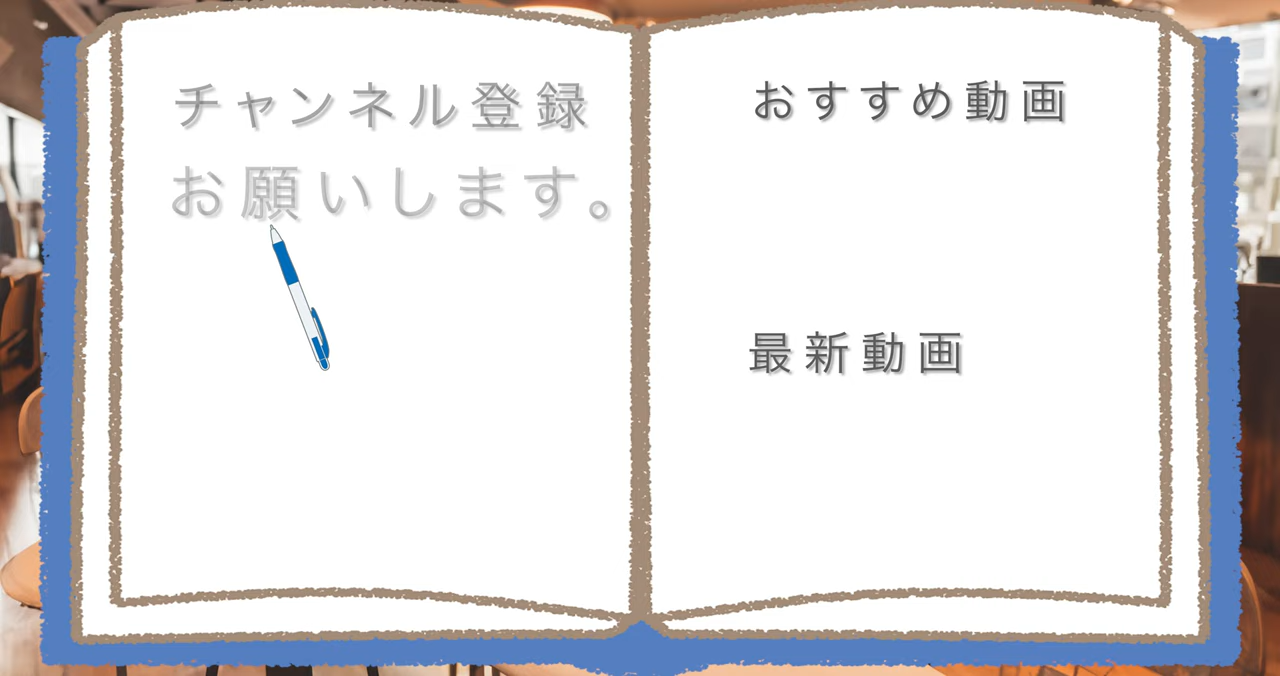 チャンネル登録
お願いします。
おすすめ動画
最新動画